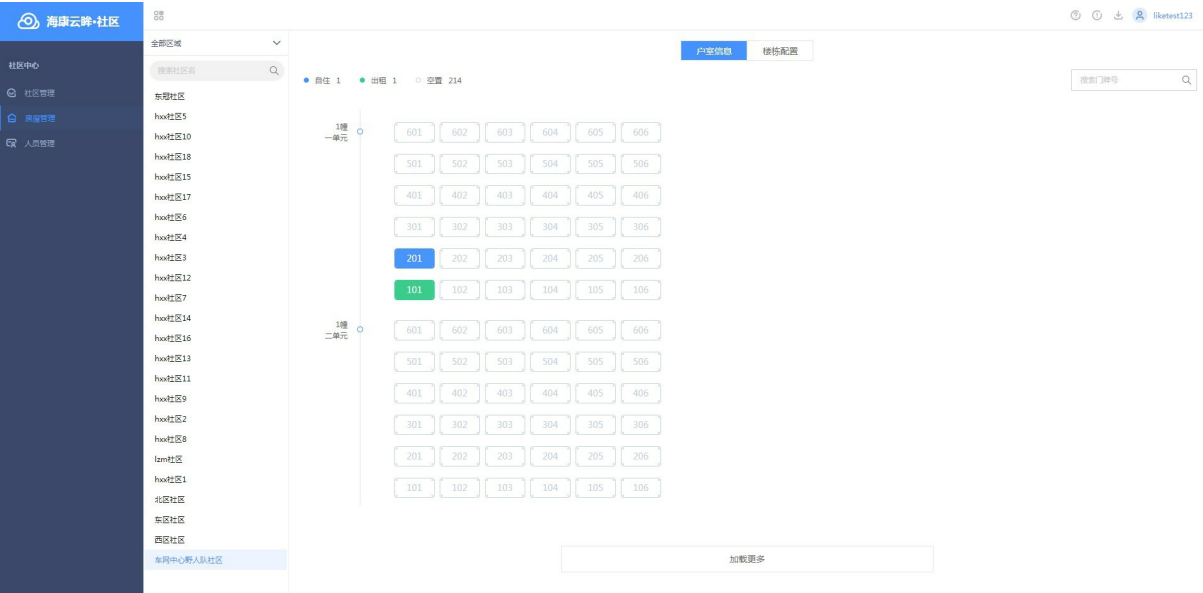 海康云眸·社区
liketest123
社区中心
社区管理
房屋管理
人员管理
全部区域
搜索社区名
东冠社区
hxx社区5
hxx社区10
hxx社区18
hxx社区15
hxx社区17
hxx社区6
hxx社区4
hxx社区3
hxx社区12
hxx社区7
hxx社区14
hxx社区16
hxx社区13
hxx社区11
hxx社区9
hxx社区2
hxx社区8
lzm社区
hxx社区1
北区社区
东区社区
西区社区
车网中心野人队社区
户室信息 楼栋配置
自住 1 出租 1 空置 214
搜索门牌号
1幢
一单元
601 602 603 604 605 606
501 502 503 504 505 506
401 402 403 404 405 406
301 302 303 304 305 306
201 202 203 204 205 206
101 102 103 104 105 106
1幢
二单元
601 602 603 604 605 606
501 502 503 504 505 506
401 402 403 404 405 406
301 302 303 304 305 306
201 202 203 204 205 206
101 102 103 104 105 106
加载更多